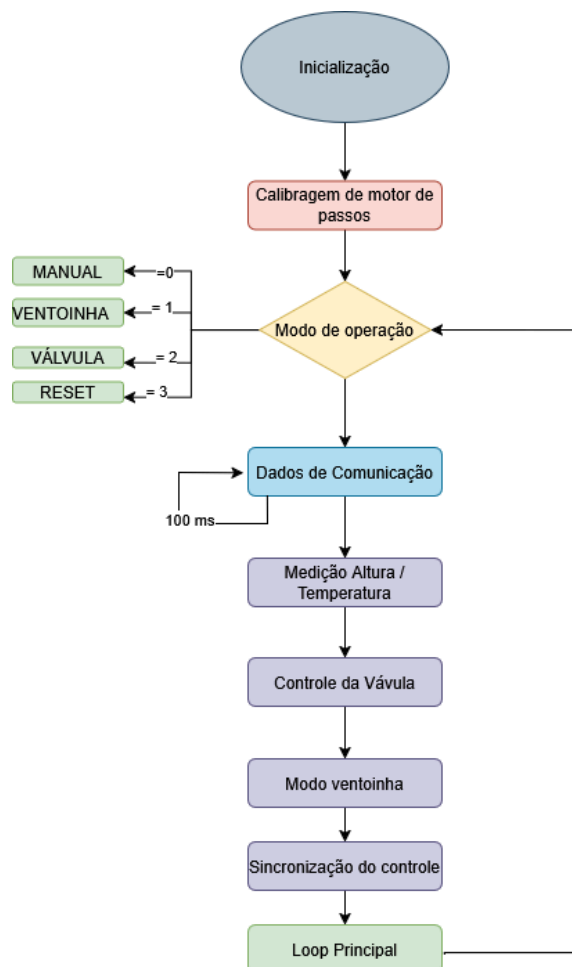 Inicialização
Calibragem de motor de
passos
MANUAL
=0
VENTOINHA
= 1
VÁLVULA
= 2
RESET
= 3
Modo de operação
Dados de Comunicação
100 ms
Medição Altura /
Temperatura
Controle da Vávula
Modo ventoinha
Sincronização do controle
Loop Principal